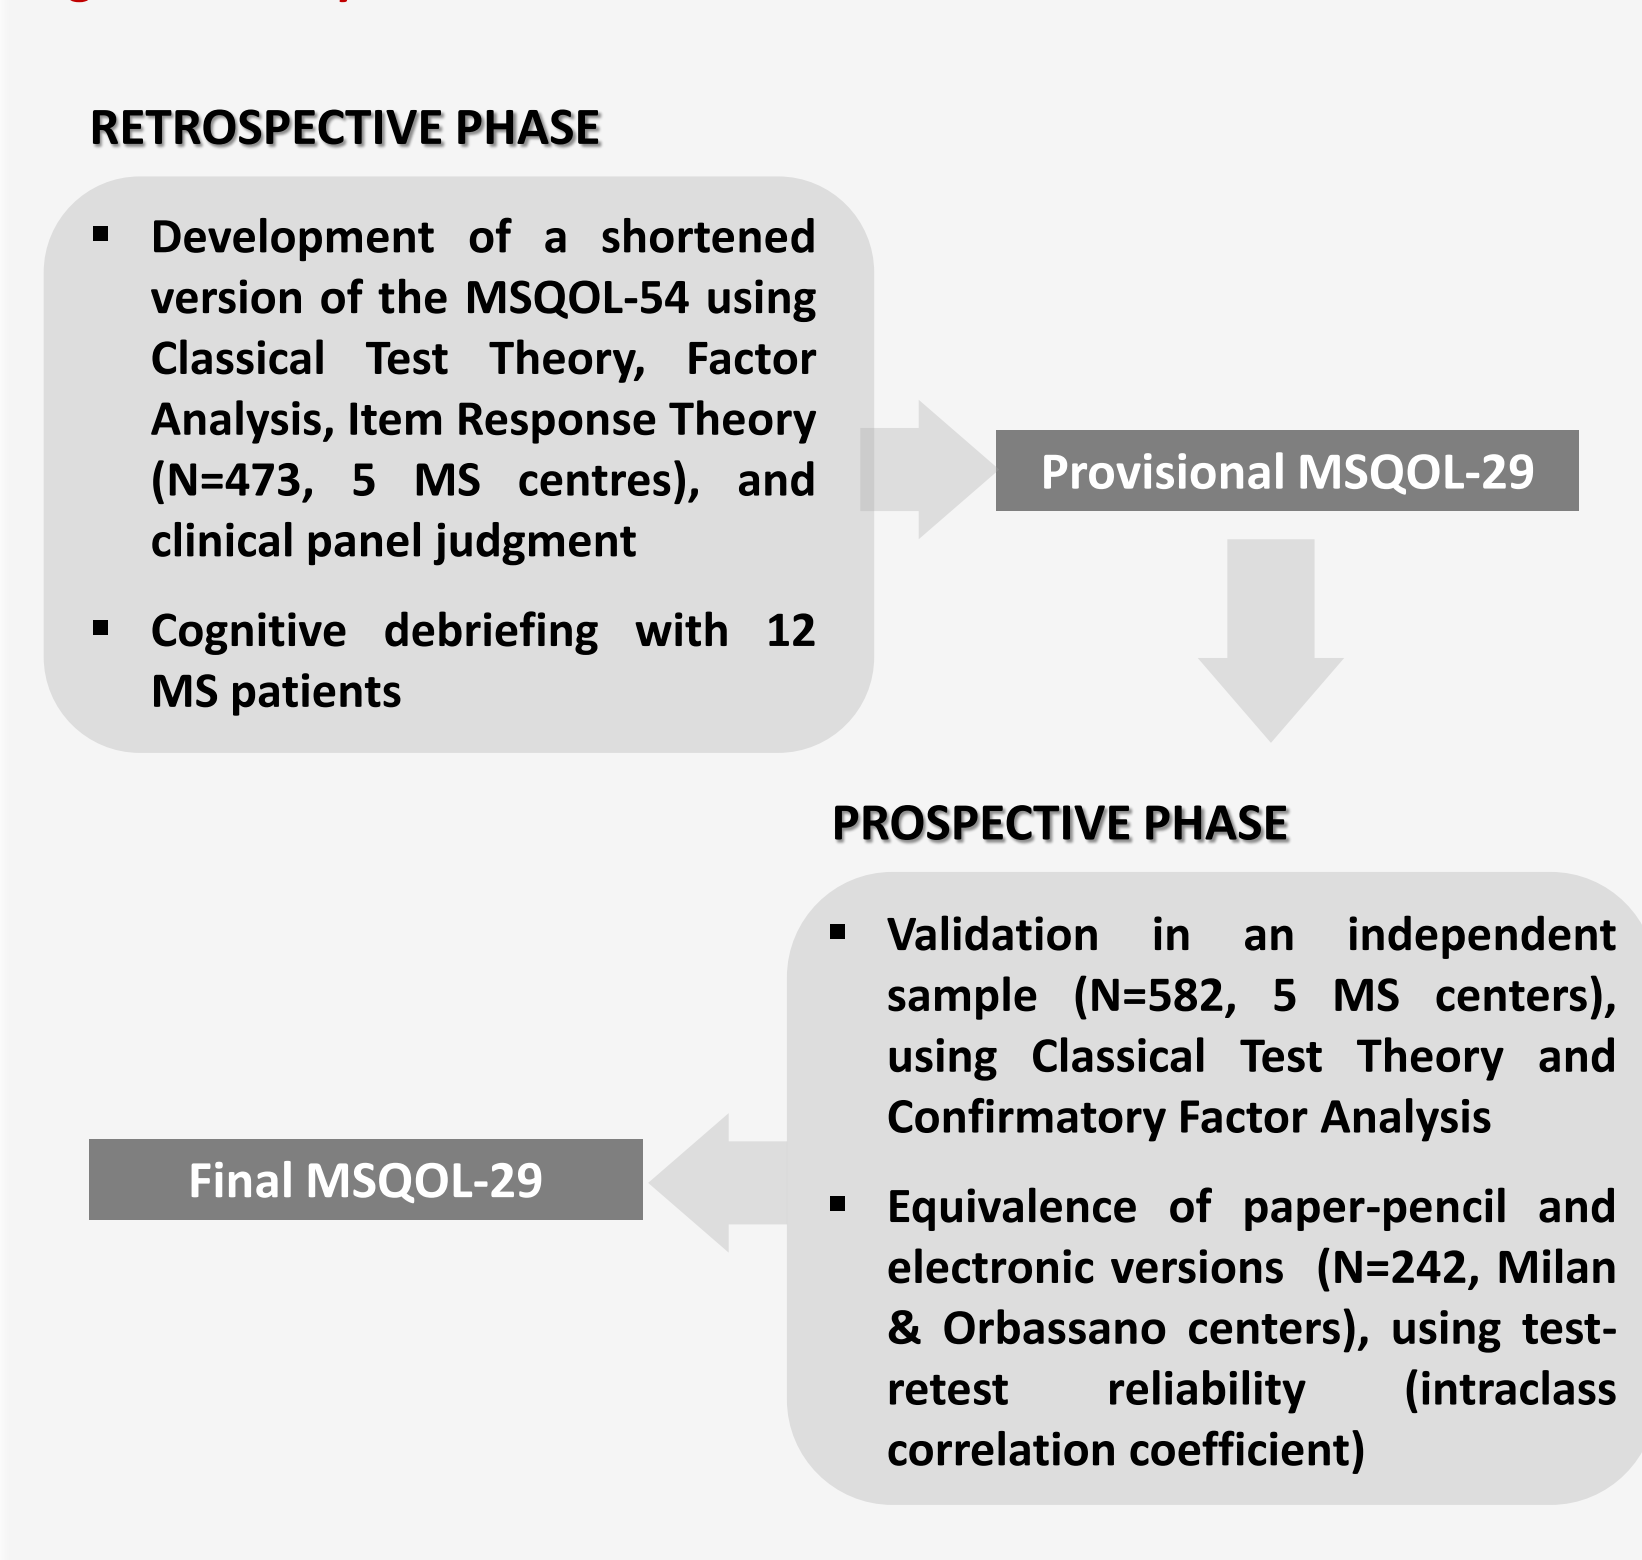 RETROSPECTIVE PHASE
▪ Development of a shortened
version of the MSQOL-54 using
Classical Test Theory, Factor
Analysis, Item Response Theory
(N=473, 5 MS centres), and
clinical panel judgment
▪ Cognitive debriefing with 12
MS patients
Provisional MSQOL-29
PROSPECTIVE PHASE
▪ Validation in an independent
sample (N=582, 5 MS centers),
using Classical Test Theory and
Confirmatory Factor Analysis
▪ Equivalence of paper-pencil and
electronic versions (N=242, Milan
& Orbassano centers), using test-
retest reliability (intraclass
correlation coefficient)
Final MSQOL-29